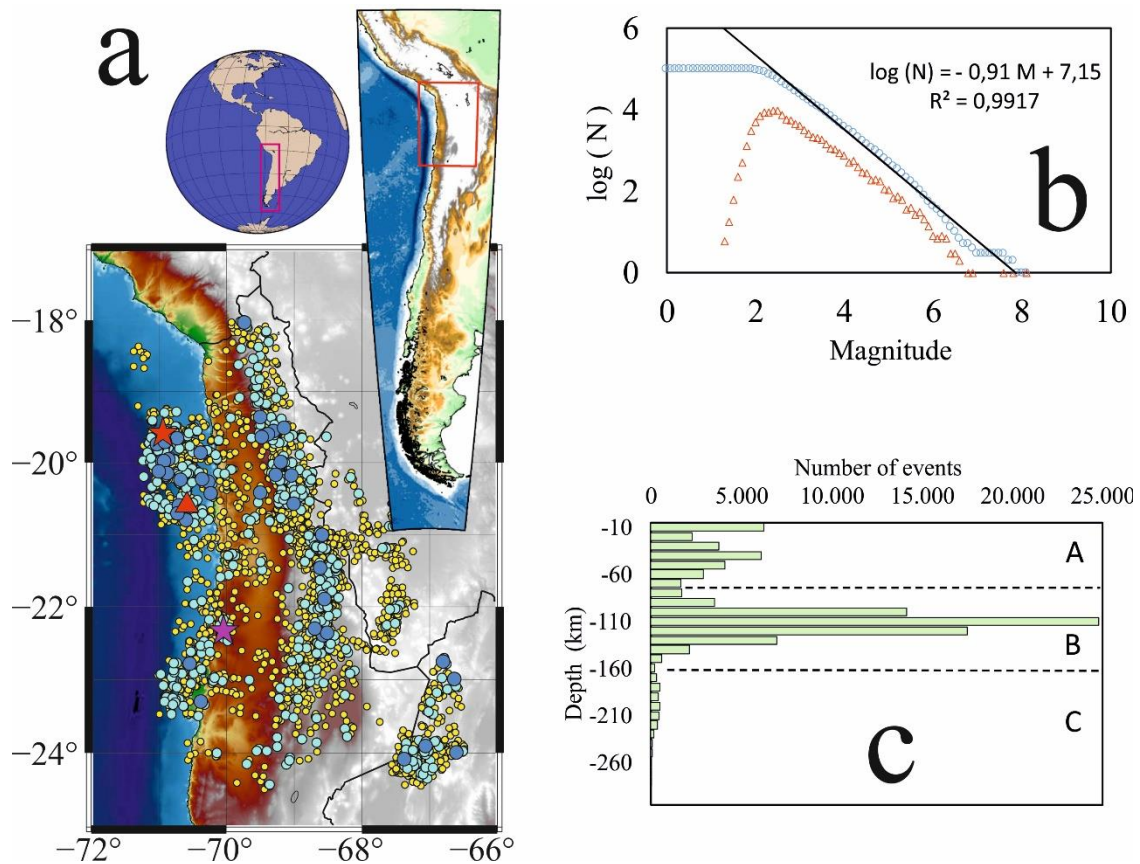 a
−18°
−20°
−22°
−24°
−72° −70° −68° −66°
6
4
2
0
log ( N )
log (N) = - 0,91 M + 7,15
R² = 0,9917
b
0 2 4 6 8 10
Magnitude
Number of events
0 5.000 10.000 15.000 20.000 25.000
-10
-60
-110
-160
-210
-260
Depth (km)
A
B
C
c